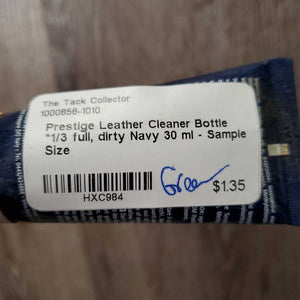 The Tack Collector
1000856-1010
Prestige Leather Cleaner Bottle
*1/3 full, dirty Navy 30 ml - Sample
Size
HXC984
Green
$1.35